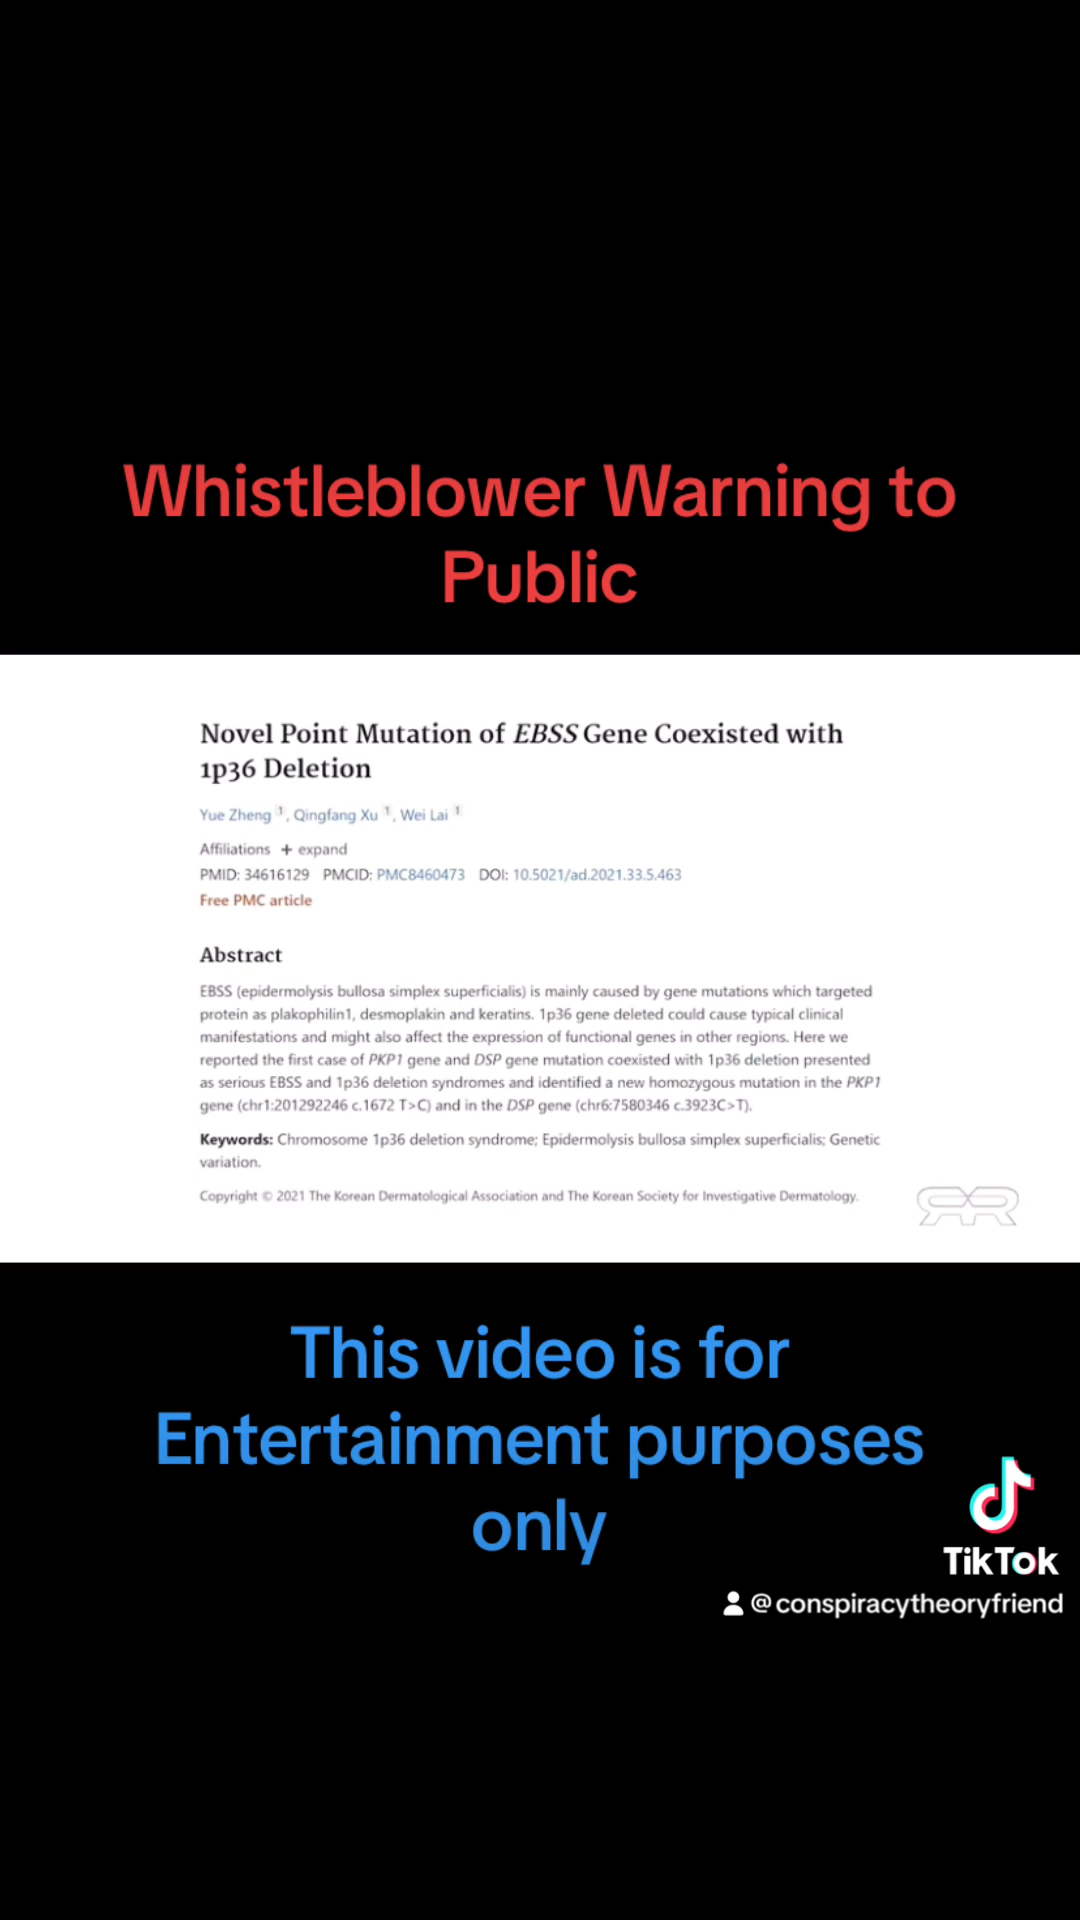 Whistleblower Warning to
Public
Novel Point Mutation of EBSS Gene Coexisted with
1p36 Deletion
Yue Zheng 1, Qingfang Xu 1, Wei Lai 1
Affiliations + expand
PMID: 34616129 PMCID: PMC8460473 DOI: 10.5021/ad.2021.33.5.463
Free PMC article
Abstract
EBSS (epidermolysis bullosa simplex superficialis) is mainly caused by gene mutations which targeted
protein as plakophilin1, desmoplakin and keratins. 1p36 gene deleted could cause typical clinical
manifestations and might also affect the expression of functional genes in other regions. Here we
reported the first case of PKP1 gene and DSP gene mutation coexisted with 1p36 deletion presented
as serious EBSS and 1p36 deletion syndromes and identified a new homozygous mutation in the PKP1
gene (chr1:201292246 c.1672 T>C) and in the DSP gene (chr6:7580346 c.3923C>T).
Keywords: Chromosome 1p36 deletion syndrome; Epidermolysis bullosa simplex superficialis; Genetic
variation.
Copyright © 2021 The Korean Dermatological Association and The Korean Society for Investigative Dermatology.
This video is for
Entertainment purposes
only
TikTok
@conspiracytheoryfriend